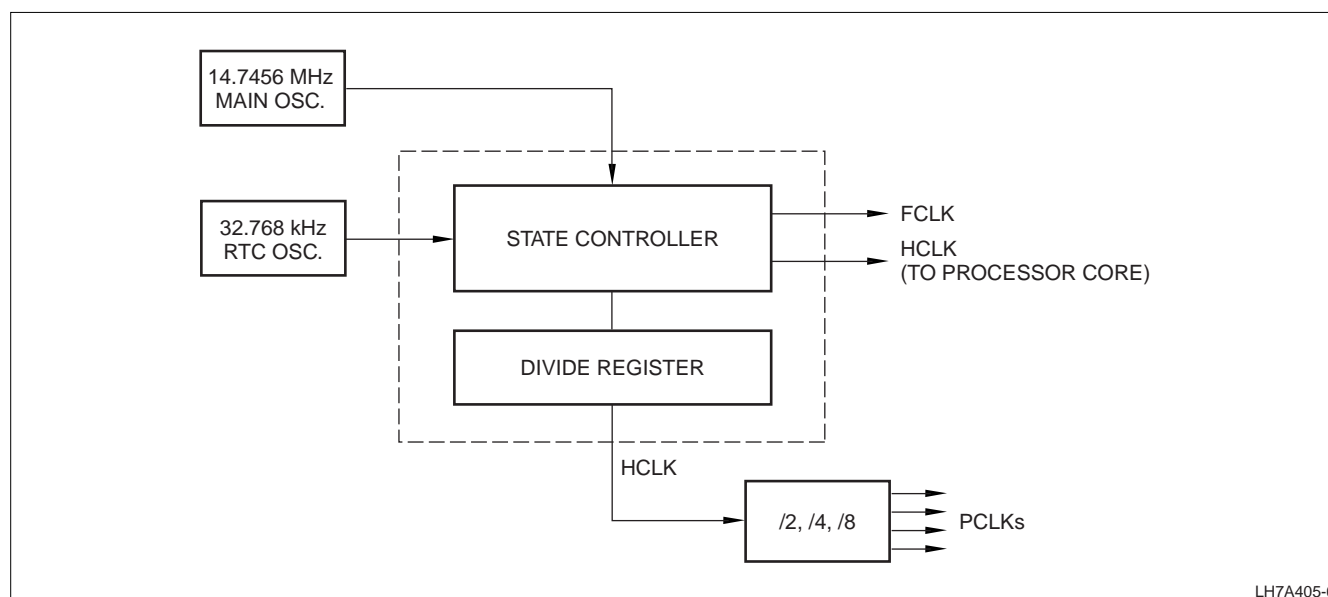 14.7456 MHz
MAIN OSC.
32.768 kHz
RTC OSC.
STATE CONTROLLER
FCLK
HCLK
(TO PROCESSOR CORE)
DIVIDE REGISTER
HCLK
/2, /4, /8
PCLKs